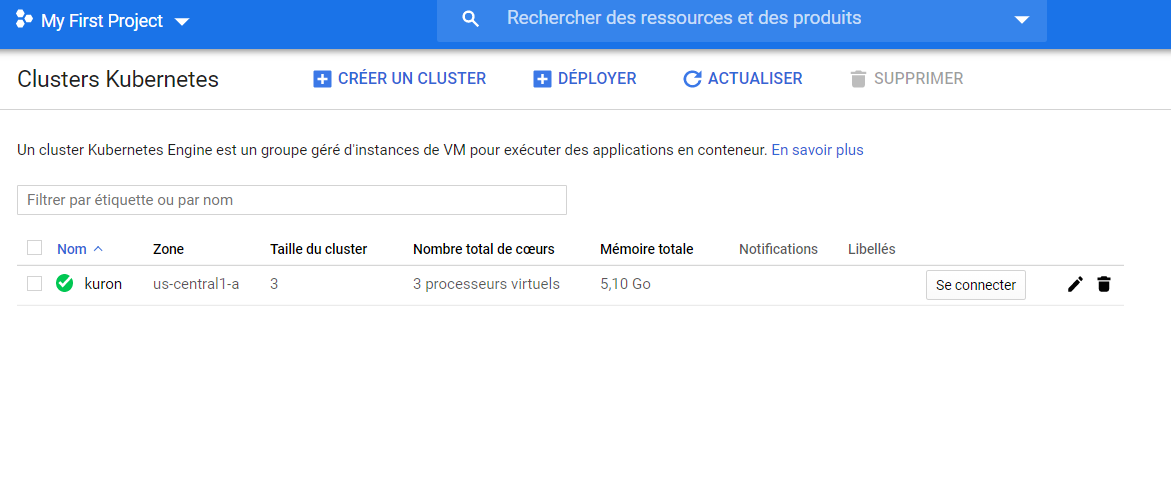 My First Project Rechercher des ressources et des produits
Clusters Kubernetes CRÉER UN CLUSTER DÉPLOYER ACTUALISER SUPPRIMER
Un cluster Kubernetes Engine est un groupe géré d'instances de VM pour exécuter des applications en conteneur. En savoir plus
Filtrer par étiquette ou par nom
Nom Zone Taille du cluster Nombre total de cœurs Mémoire totale Notifications Libellés
kuron us-central1-a 3 3 processeurs virtuels 5,10 Go Se connecter